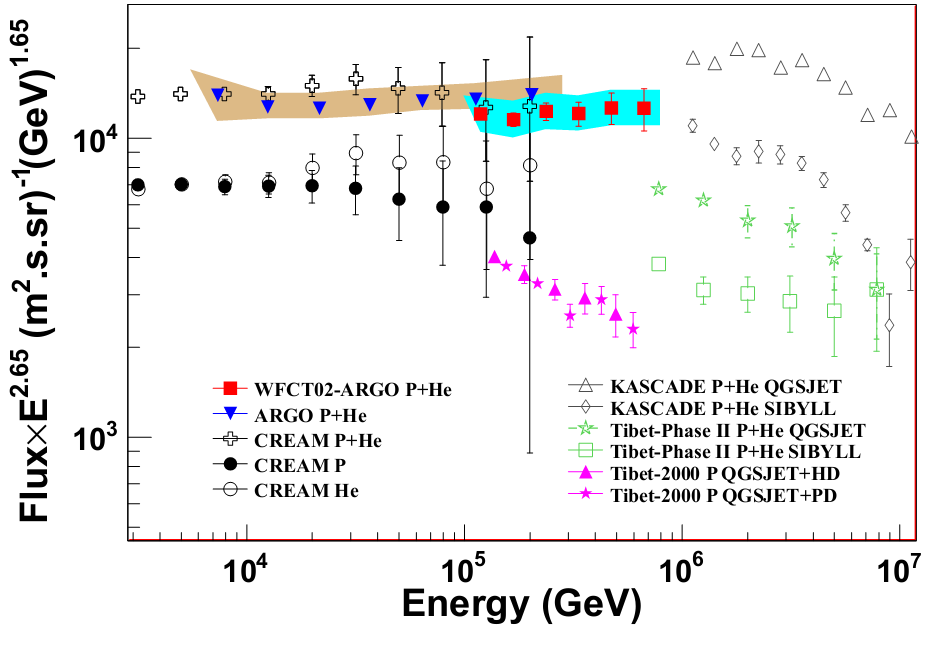 Flux×E^2.65 (m^2.s.sr)^-1(GeV)^1.65
10^4
10^3
WFCT02-ARGO P+He
ARGO P+He
CREAM P+He
CREAM P
CREAM He
KASCADE P+He QGSJET
KASCADE P+He SIBYLL
Tibet-Phase II P+He QGSJET
Tibet-Phase II P+He SIBYLL
Tibet-2000 P QGSJET+HD
Tibet-2000 P QGSJET+PD
10^4 10^5 10^6 10^7
Energy (GeV)